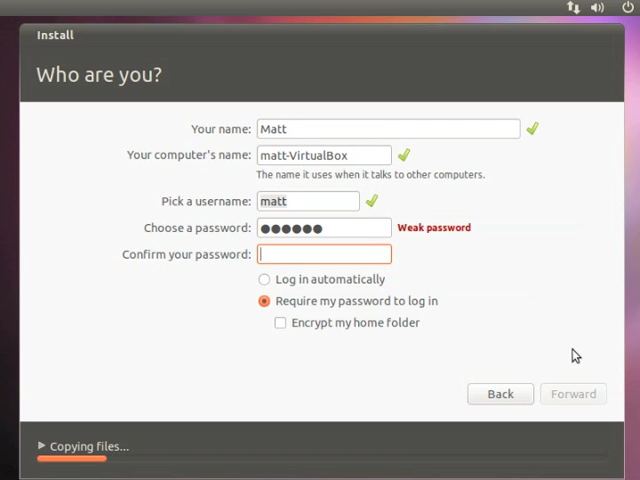 Install
Who are you?
Your name: Matt
Your computer's name: matt-VirtualBox
The name it uses when it talks to other computers.
Pick a username: matt
Choose a password: ●●●●●● Weak password
Confirm your password:
Log in automatically
Require my password to log in
Encrypt my home folder
Back Forward
Copying files...